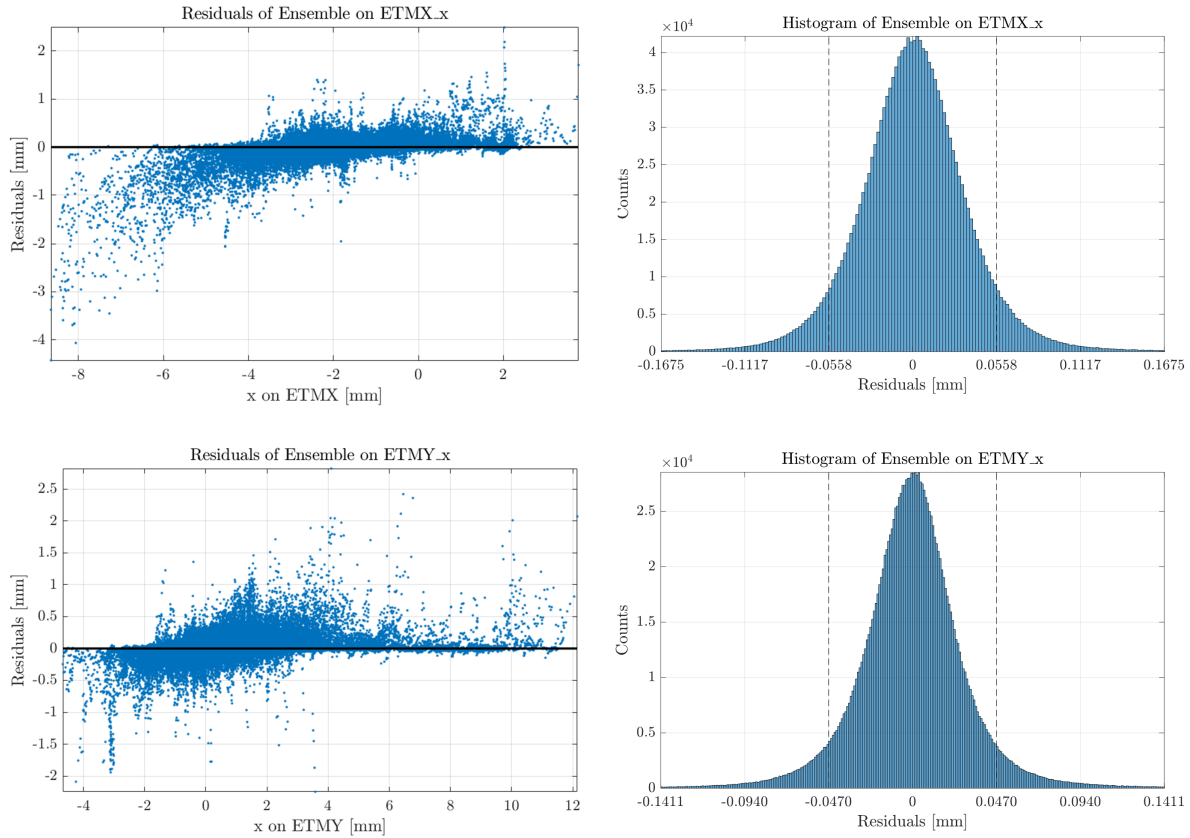 Residuals of Ensemble on ETMX_x
2
1
0
-1
-2
-3
-4
Residuals [mm]
-8 -6 -4 -2 0 2
x on ETMX [mm]
Histogram of Ensemble on ETMX_x
×10⁴
4
3.5
3
2.5
2
1.5
1
0.5
0
Counts
-0.1675 -0.1117 -0.0558 0 0.0558 0.1117 0.1675
Residuals [mm]
Residuals of Ensemble on ETMY_x
2.5
2
1.5
1
0.5
0
-0.5
-1
-1.5
-2
Residuals [mm]
-4 -2 0 2 4 6 8 10 12
x on ETMY [mm]
Histogram of Ensemble on ETMY_x
×10⁴
2.5
2
1.5
1
0.5
0
Counts
-0.1411 -0.0940 -0.0470 0 0.0470 0.0940 0.1411
Residuals [mm]